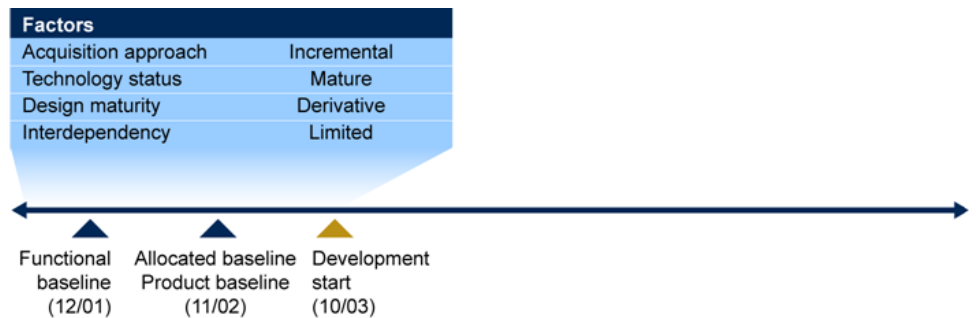 Factors
Acquisition approach Incremental
Technology status Mature
Design maturity Derivative
Interdependency Limited
Functional baseline (12/01)
Allocated baseline
Product baseline
(11/02)
Development start (10/03)